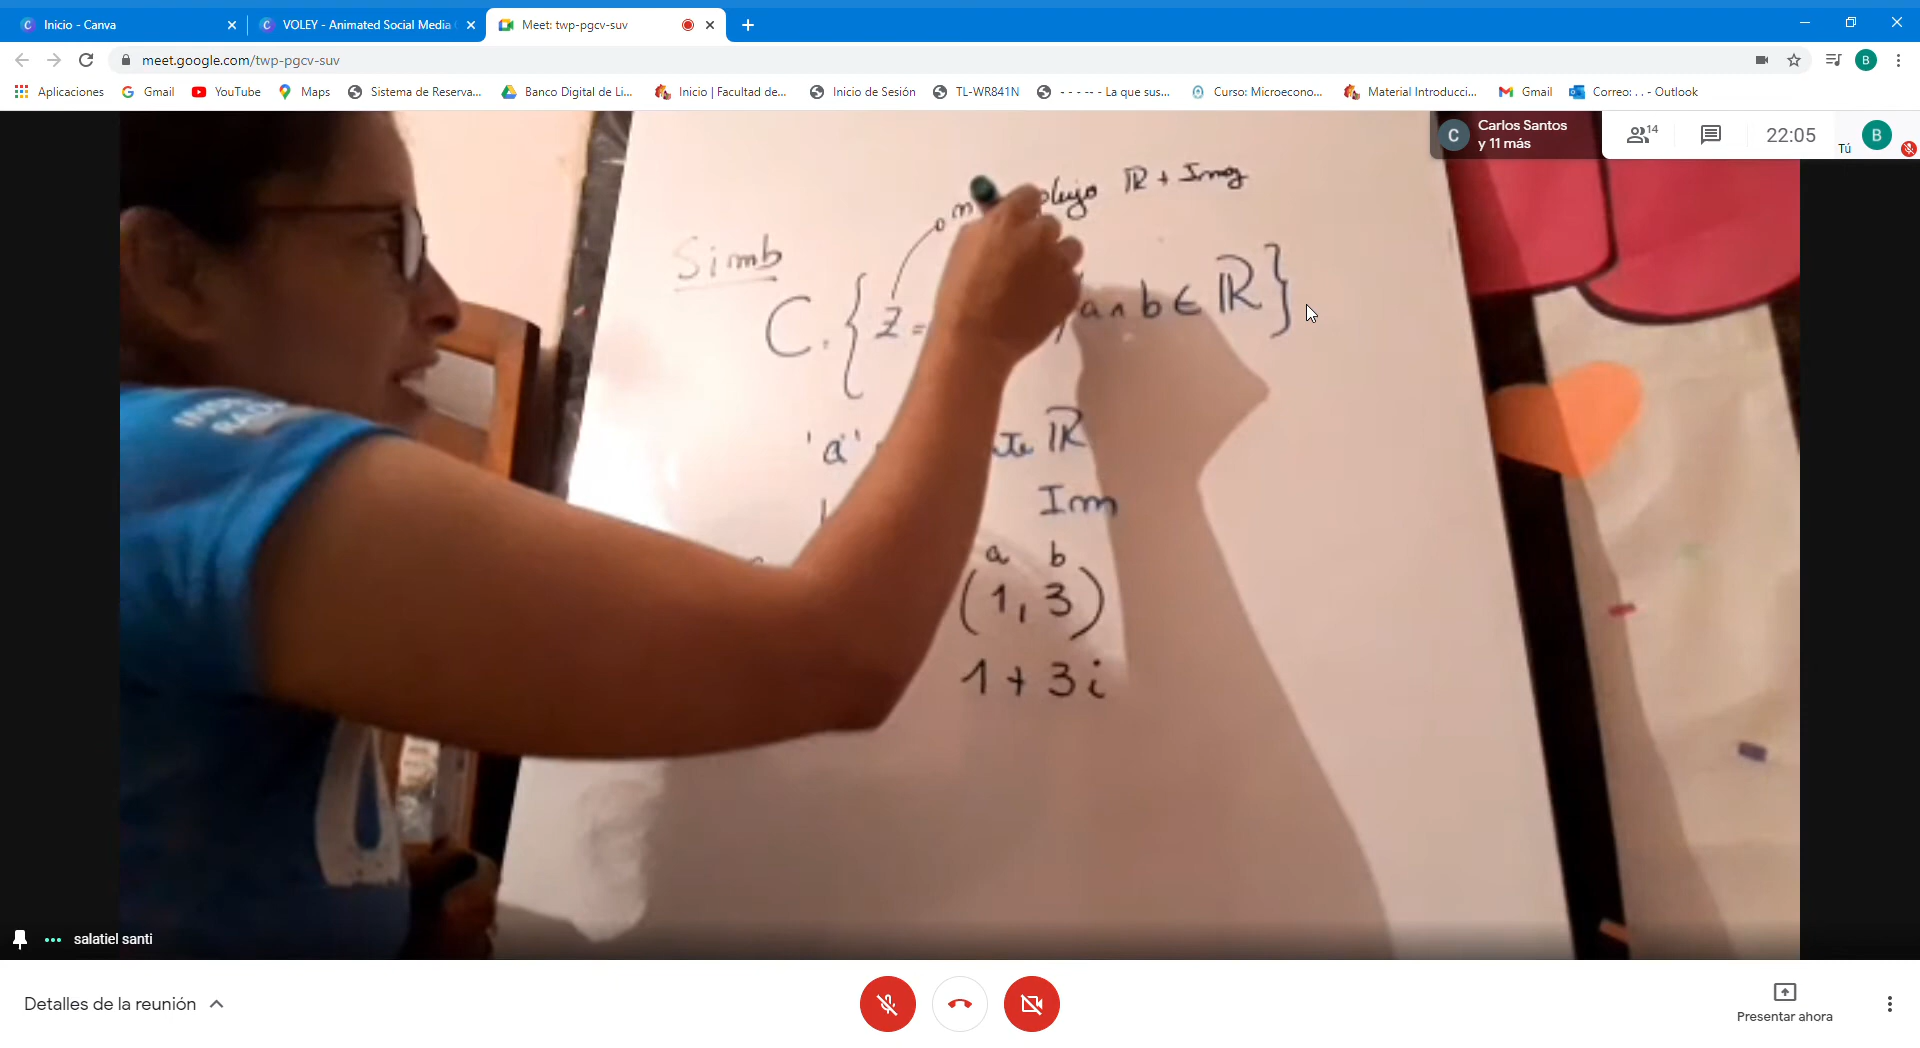 Inicio - Canva
VOLEY - Animated Social Media
Meet: twp-pgcv-suv
meet.google.com/twp-pgcv-suv
B
Aplicaciones
Gmail
YouTube
Maps
Sistema de Reserva...
Banco Digital de Li...
Inicio | Facultad de...
Inicio de Sesión
TL-WR841N
- - - -- - La que sus...
Curso: Microecono...
Material Introducci...
Gmail
Correo: . . - Outlook
C
Carlos Santos
y 11 más
14
22:05
Tú
B
ℝ + Imag
Simb
C. { z = / a ∧ b ∈ ℝ }
'a' te ℝ
Im
a b
(1, 3)
1 + 3i
salatiel santi
Detalles de la reunión
Presentar ahora